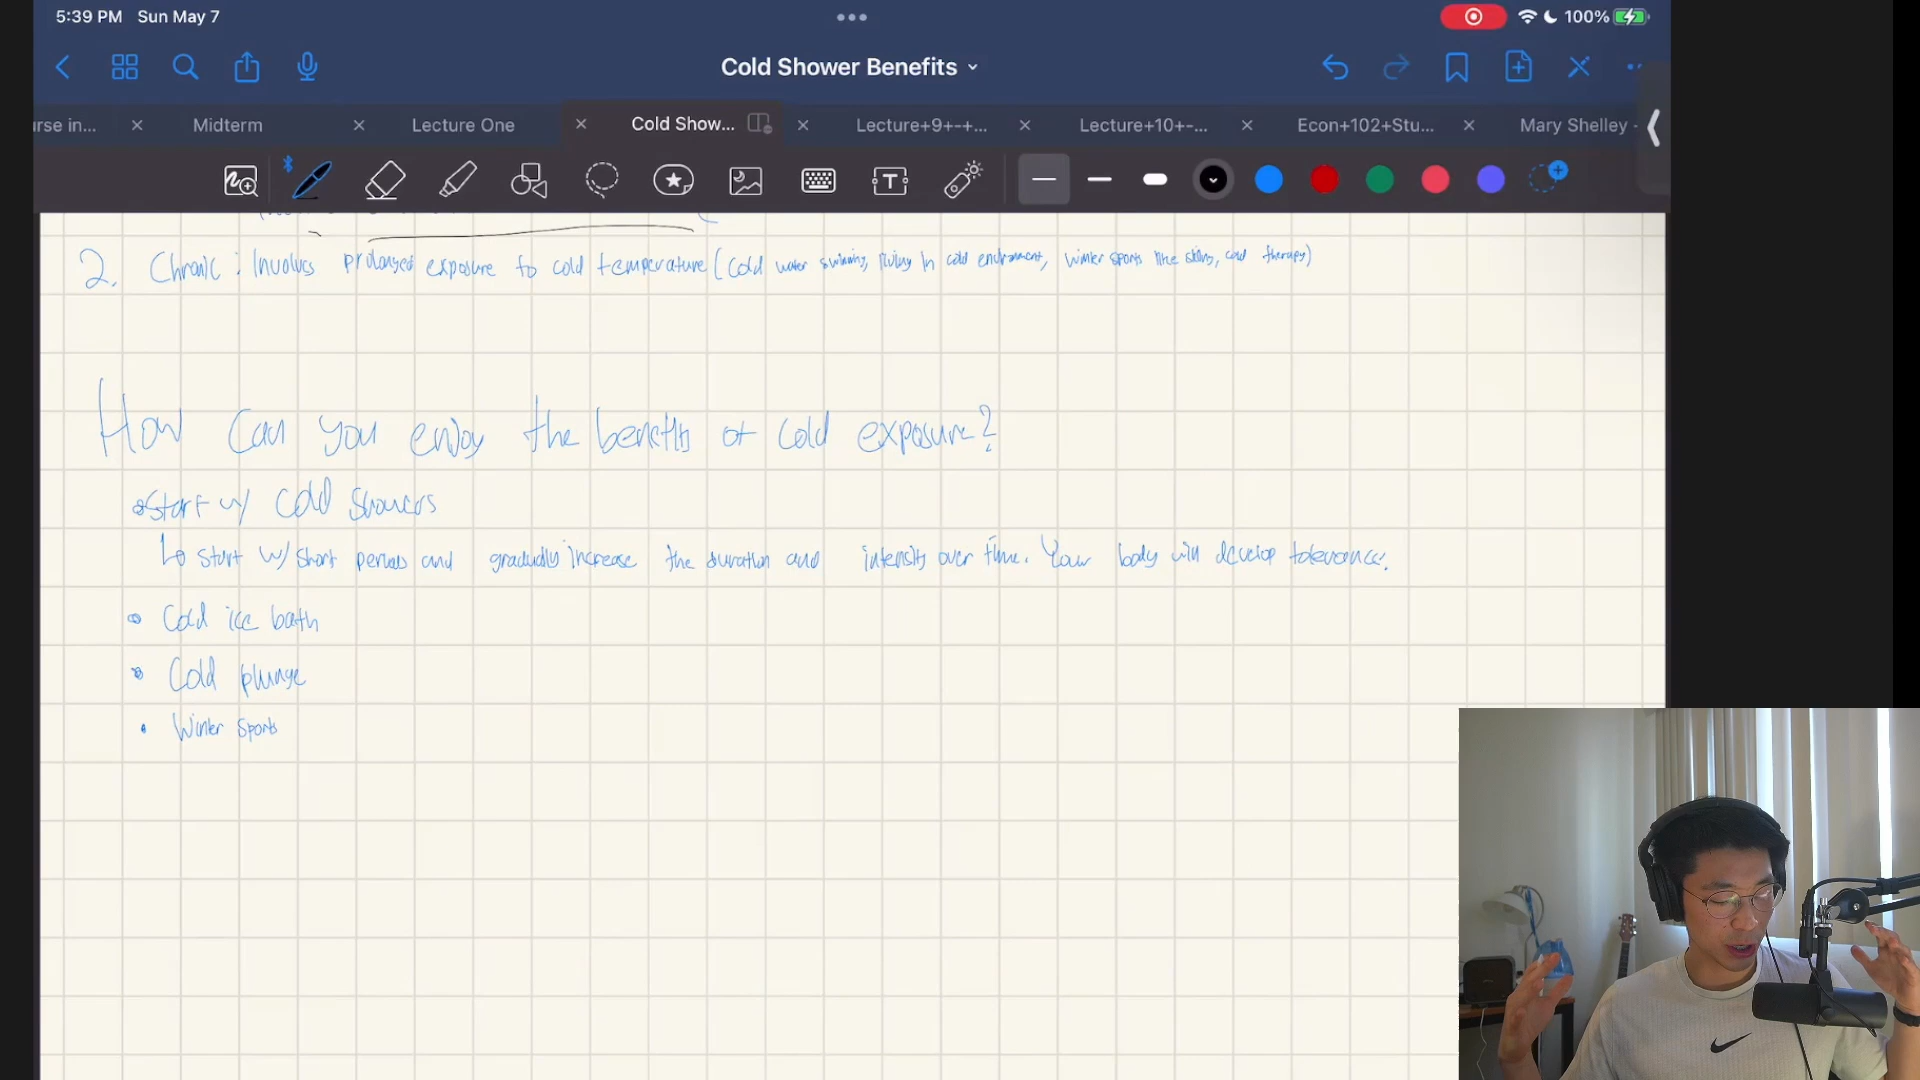 5:39 PM Sun May 7
100%
Cold Shower Benefits
rse in...
Midterm
Lecture One
Cold Show...
Lecture+9+-+...
Lecture+10+-...
Econ+102+Stu...
Mary Shelley -
2. Chronic: Involves prolonged exposure to cold temperature (cold water swimming, living in cold environment, winter sports like skiing, cold therapy)
How can you enjoy the benefits of cold exposure?
Start w/ cold showers
Start w/ short periods and gradually increase the duration and intensity over time. Your body will develop tolerance.
• Cold ice bath
• Cold plunge
• Winter sports